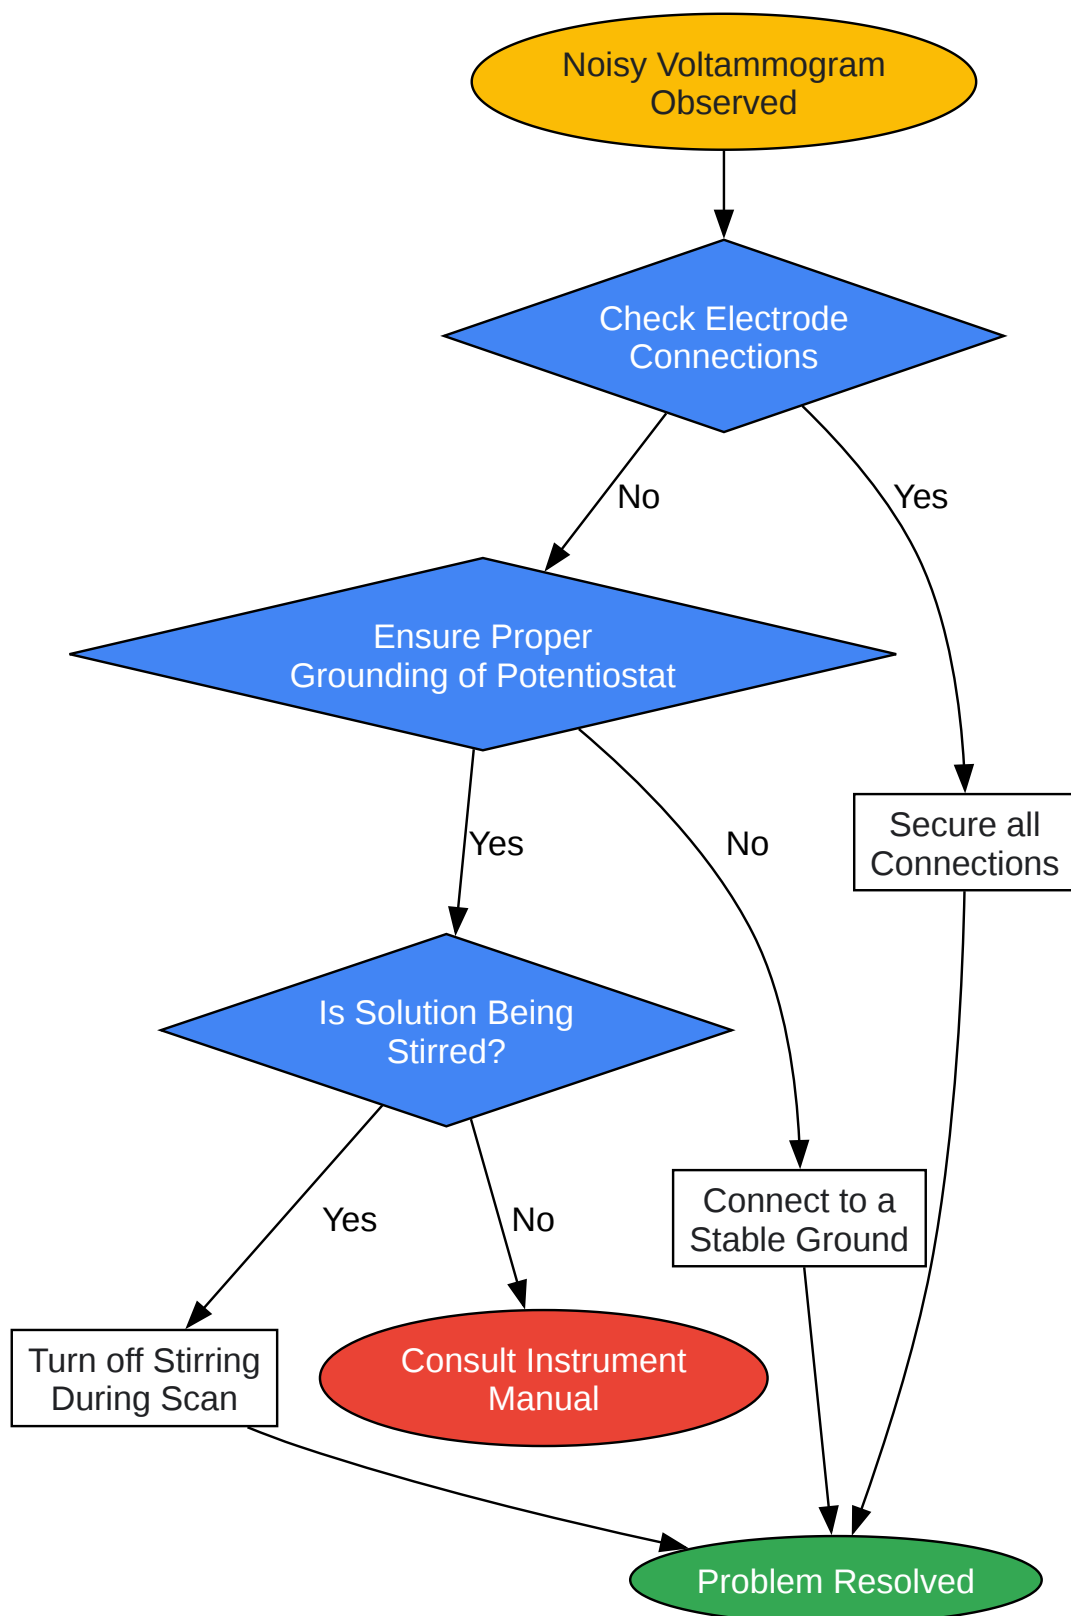 Noisy Voltammogram
Observed
Check Electrode
Connections
No
Yes
Ensure Proper
Grounding of Potentiostat
Secure all
Connections
Yes
No
Is Solution Being
Stirred?
Yes
No
Connect to a
Stable Ground
Turn off Stirring
During Scan
Consult Instrument
Manual
Problem Resolved